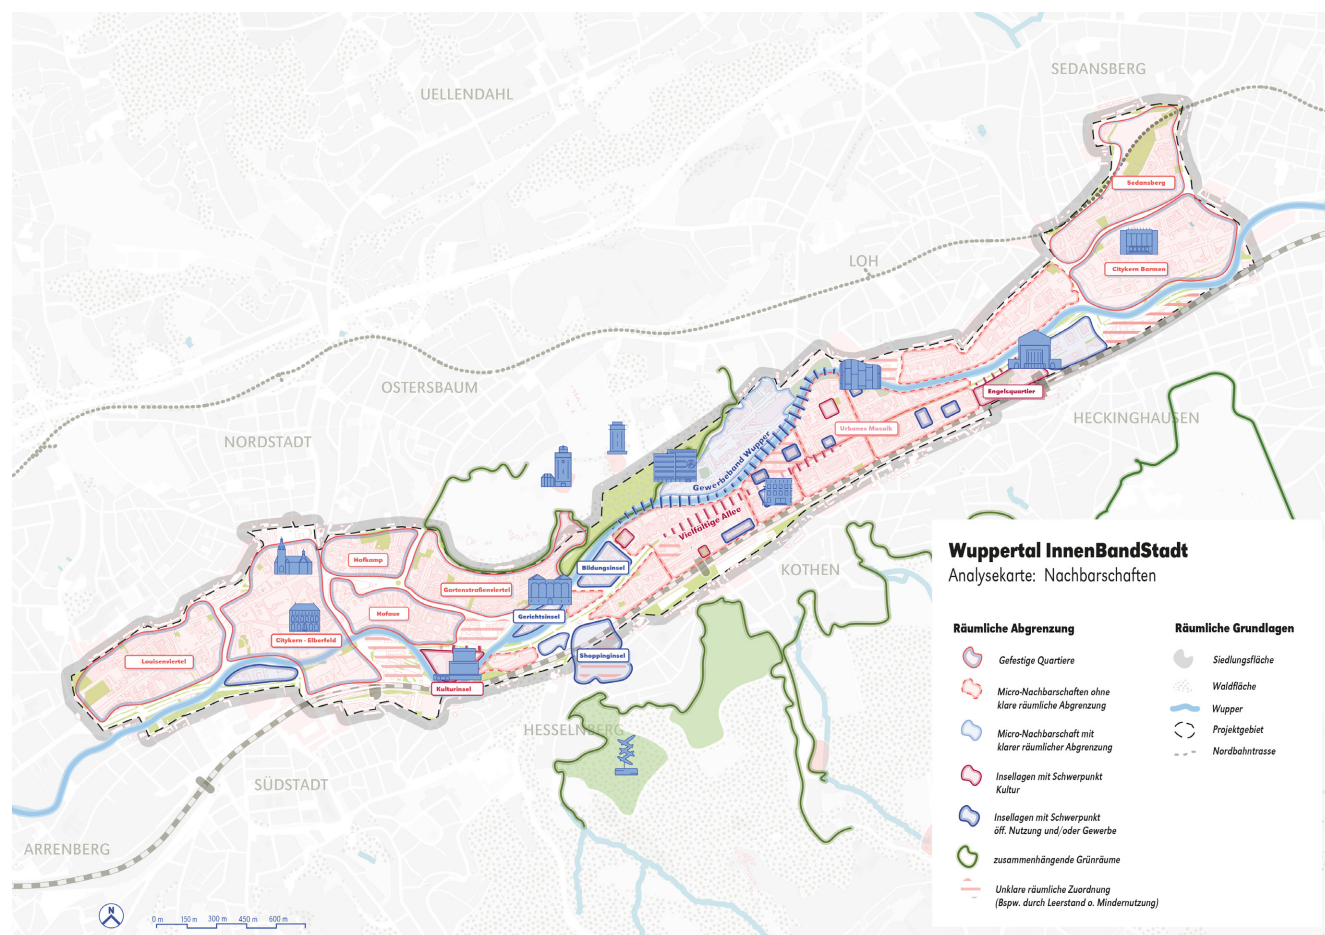 SEDANSBERG
UELLENDAHL
Sedansberg
LOH
Citykern Barmen
OSTERSBAUM
Engelsquartier
HECKINGHAUSEN
NORDSTADT
Urbanes Mosaik
Gewerbeband Wupper
Vielfältige Allee
Hofkamp
Bildungsinsel
KOTHEN
Gartenstraßenviertel
Hofaue
Gerichtsinsel
Citykern - Elberfeld
Shoppinginsel
Louisenviertel
Kulturinsel
HESSELNBERG
SÜDSTADT
ARRENBERG
N
0 m 150 m 300 m 450 m 600 m
Wuppertal InnenBandStadt
Analysekarte: Nachbarschaften
Räumliche Abgrenzung
Gefestige Quartiere
Micro-Nachbarschaften ohne
klare räumliche Abgrenzung
Micro-Nachbarschaft mit
klarer räumlicher Abgrenzung
Insellagen mit Schwerpunkt
Kultur
Insellagen mit Schwerpunkt
öff. Nutzung und/oder Gewerbe
zusammenhängende Grünräume
Unklare räumliche Zuordnung
(Bspw. durch Leerstand o. Mindernutzung)
Räumliche Grundlagen
Siedlungsfläche
Waldfläche
Wupper
Projektgebiet
Nordbahntrasse